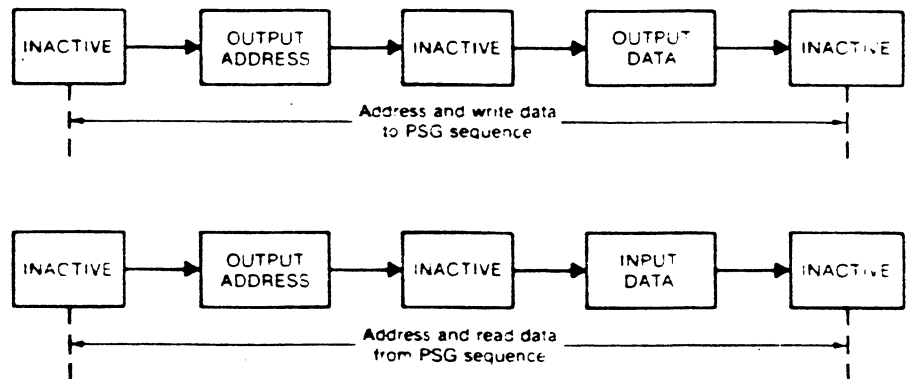 INACTIVE
OUTPUT
ADDRESS
INACTIVE
OUTPUT
DATA
INACTIVE
Address and write data
to PSG sequence
INACTIVE
OUTPUT
ADDRESS
INACTIVE
INPUT
DATA
INACTIVE
Address and read data
from PSG sequence